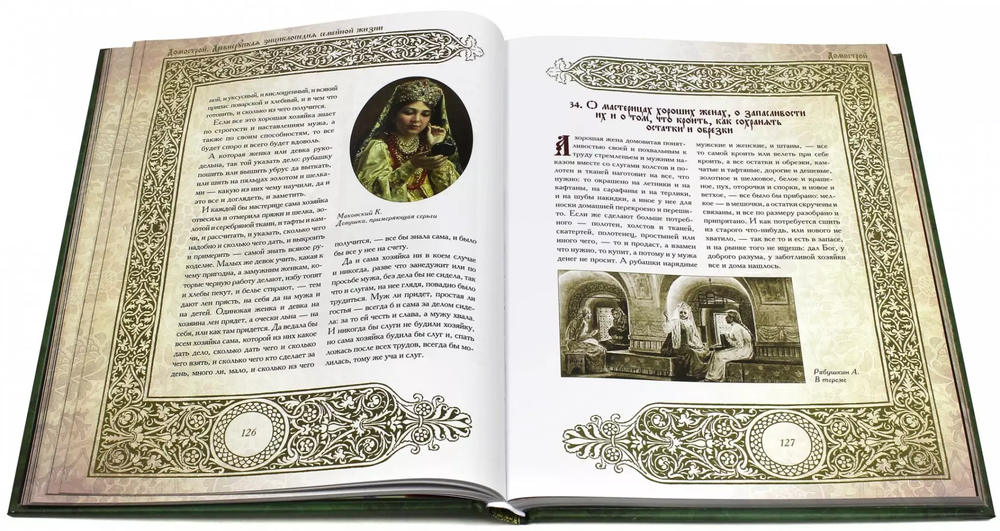 Домострой. Древнерусская энциклопедия семейной жизни
ной, и уксусный, и кислощенный, и всякий
припас поварской и хлебный, и в чем что
готовить, и сколько из чего получится.
Если все это хорошая хозяйка знает
по строгости и наставлениям мужа, а
также по своим способностям, то все
будет споро и всего будет вдоволь.
А которая женка или девка руко-
дельна, так той указать дело: рубашку
пошить или вышить убрус да выткать,
или шить на пяльцах золотом и шелка-
ми — какую из них чему научили, да и
это все и доглядеть, и заметить.
И каждой бы мастерице сама хозяйка
отвесила и отмерила пряжи и шелка, зо-
лотой и серебряной ткани, и тафты и кам-
чи, и рассчитать, и указать, сколько чего
надобно и сколько чего дать, и выкроить
и примерить — самой знать всякое ру-
коделие. Малых же девок учить, какая к
чему пригодна, а замужним женкам, ко-
торые черную работу делают, избу топят
и хлебы пекут, и белье стирают, — тем
дают лен прясть, на себя да на мужа и
на детей. Одинокая женка и девка на
хозяина лен прядет, а очески льна — на
себя, или как там придется. Да ведала бы
всем хозяйка сама, которой из них какое
дать дело, сколько дать чего и сколько
чего взять, и сколько чего кто сделает за
день, много ли, мало, и сколько из чего
Маковский К.
Девушка, примеряющая серьги
получится, — все бы знала сама, и было
бы все у нее на счету.
Да и сама хозяйка ни в коем случае
и никогда, разве что занедужит или по
просьбе мужа, без дела бы не сидела, так
что и слугам, на нее глядя, повадно было
трудиться. Муж ли придет, простая ли
гостья — всегда б и сама за делом сиде-
ла: за то ей честь и слава, а мужу хвала.
И никогда бы слуги не будили хозяйку,
но сама хозяйка будила бы слуг и, спать
ложась после всех трудов, всегда бы мо-
лилась, тому же уча и слуг.
126
Домострой
34. О мастерицах хороших женах, о запасливости
их и о том, что кроить, как сохранять
остатки и обрезки
А хорошая жена домовитая понят-
ливостью своей и похвальным к
труду стремленьем и мужним на-
казом вместе со слугами холстов и по-
лотен и тканей наготовит на все, что
нужно: то окрашено на летники и на
кафтаны, на сарафаны и на терлики,
и на шубы накидки, а иное у нее для
носки домашней перекроено и переши-
то. Если же сделают больше потреб-
ного — полотен, холстов и тканей,
скатертей, полотенец, простыней или
иного чего, — то и продаст, а взамен
что нужно, то купит, а потому и у мужа
денег не просит. А рубашки нарядные
мужские и женские, и штаны, — все
то самой кроить или велеть при себе
кроить, а все остатки и обрезки, кам-
чатые и тафтяные, дорогие и дешевые,
золотное и шелковое, белое и краше-
ное, пух, оторочки и спорки, и новое и
ветхое, — все было бы прибрано: мел-
кое — в мешочки, а остатки скручены и
связаны, и все по размеру разобрано и
припрятано. И как потребуется сшить
из старого что-нибудь, или нового не
хватило, — так все то и есть в запасе,
и на рынке того не ищешь: дал Бог, у
доброго разума, у заботливой хозяйки
все и дома нашлось.
Рябушкин А.
В тереме
127